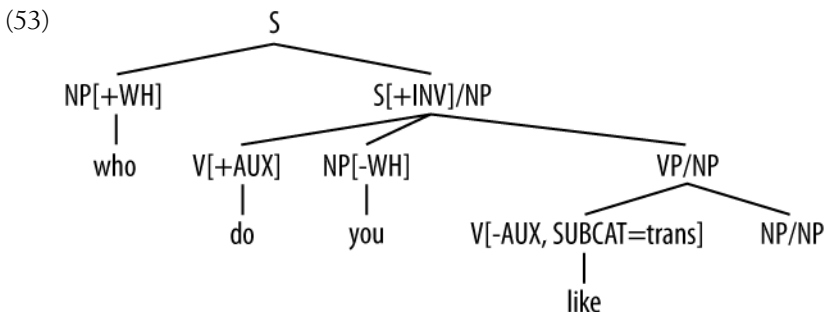 (53)
S
NP[+WH] S[+INV]/NP
who V[+AUX] NP[-WH] VP/NP
do you V[-AUX, SUBCAT=trans] NP/NP
like